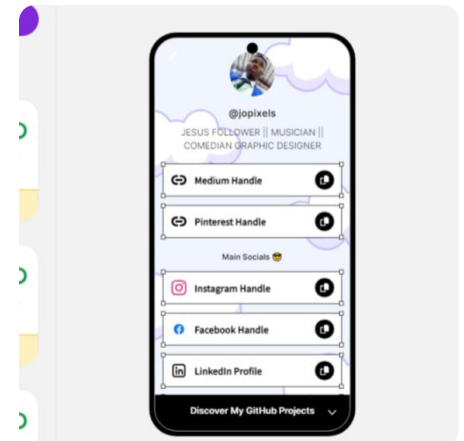 @jopixels
JESUS FOLLOWER || MUSICIAN ||
COMEDIAN GRAPHIC DESIGNER
Medium Handle
Pinterest Handle
Main Socials 😎
Instagram Handle
Facebook Handle
LinkedIn Profile
Discover My GitHub Projects